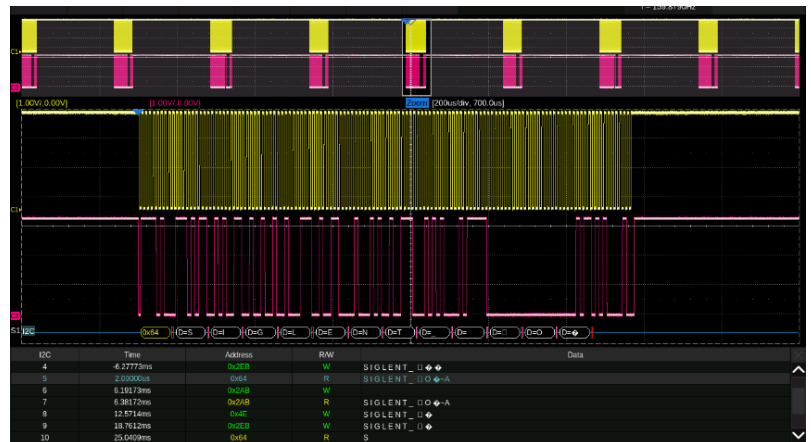 C1
C2
[1.00V/,0.00V] [1.00V/,0.00V] Zoom [200us/div, 700.0us]
C1
C2
S1 I2C 0x64 D=S D=I D=G D=L D=E D=N D=T D=_ D= D=□ D=O D=�
I2C Time Address R/W Data
4 -6.27773ms 0x2EB W SIGLENT_ □ � �
5 2.00000us 0x64 R SIGLENT_ □ O �~A
6 6.19173ms 0x2AB W
7 6.38172ms 0x2AB R SIGLENT_ □ O �~A
8 12.5714ms 0x4E W SIGLENT_ □ �
9 18.7612ms 0x2EB W SIGLENT_ □ �
10 25.0409ms 0x64 R S